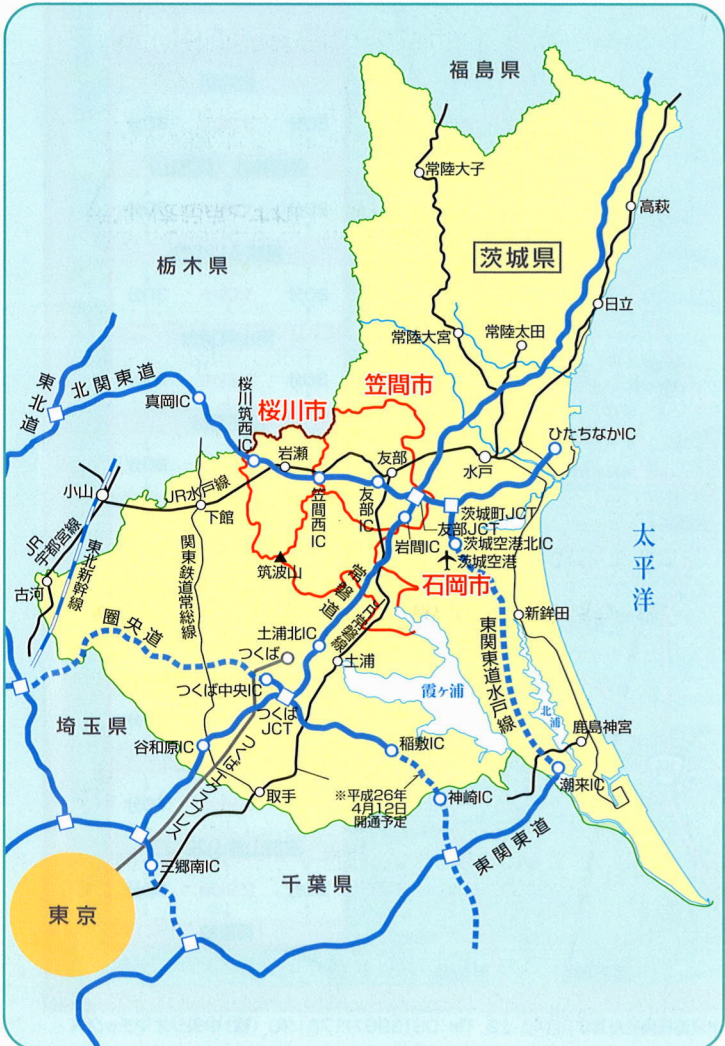 福島県
常陸大子
高萩
茨城県
栃木県
日立
常陸大宮
常陸太田
東北道
北関東道
真岡IC
桜川筑西IC
桜川市
笠間市
ひたちなかIC
岩瀬
友部
水戸
小山
JR水戸線
下館
笠間西IC
友部IC
茨城町JCT
友部JCT
岩間IC
茨城空港北IC
茨城空港
JR宇都宮線
東北新幹線
関東鉄道常総線
筑波山
常磐道
JR常磐線
石岡市
太平洋
古河
新鉾田
圏央道
土浦北IC
つくば
土浦
東関東道水戸線
つくば中央IC
霞ヶ浦
つくば
JCT
北浦
鹿島神宮
埼玉県
谷和原IC
稲敷IC
つくばエクスプレス
取手
※平成26年
4月12日
開通予定
神崎IC
潮来IC
三郷南IC
東関東道
千葉県
東京